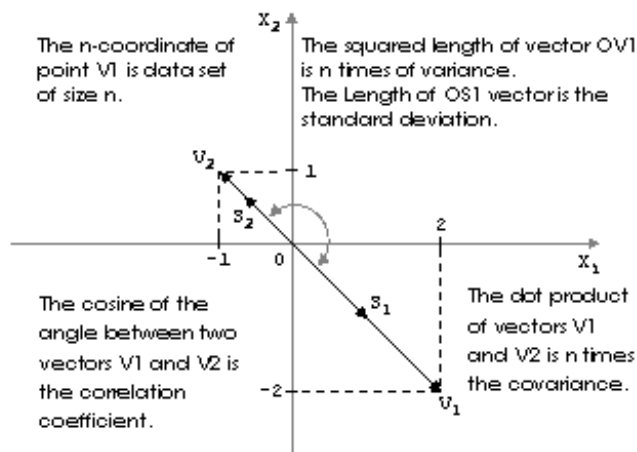 X2
The n-coordinate of
point V1 is data set
of size n.
The squared length of vector OV1
is n times of variance.
The Length of OS1 vector is the
standard deviation.
V2
1
S2
2
-1
0
X1
S1
The cosine of the
angle between two
vectors V1 and V2 is
the correlation
coefficient.
The dot product
of vectors V1
and V2 is n times
the covariance.
-2
V1